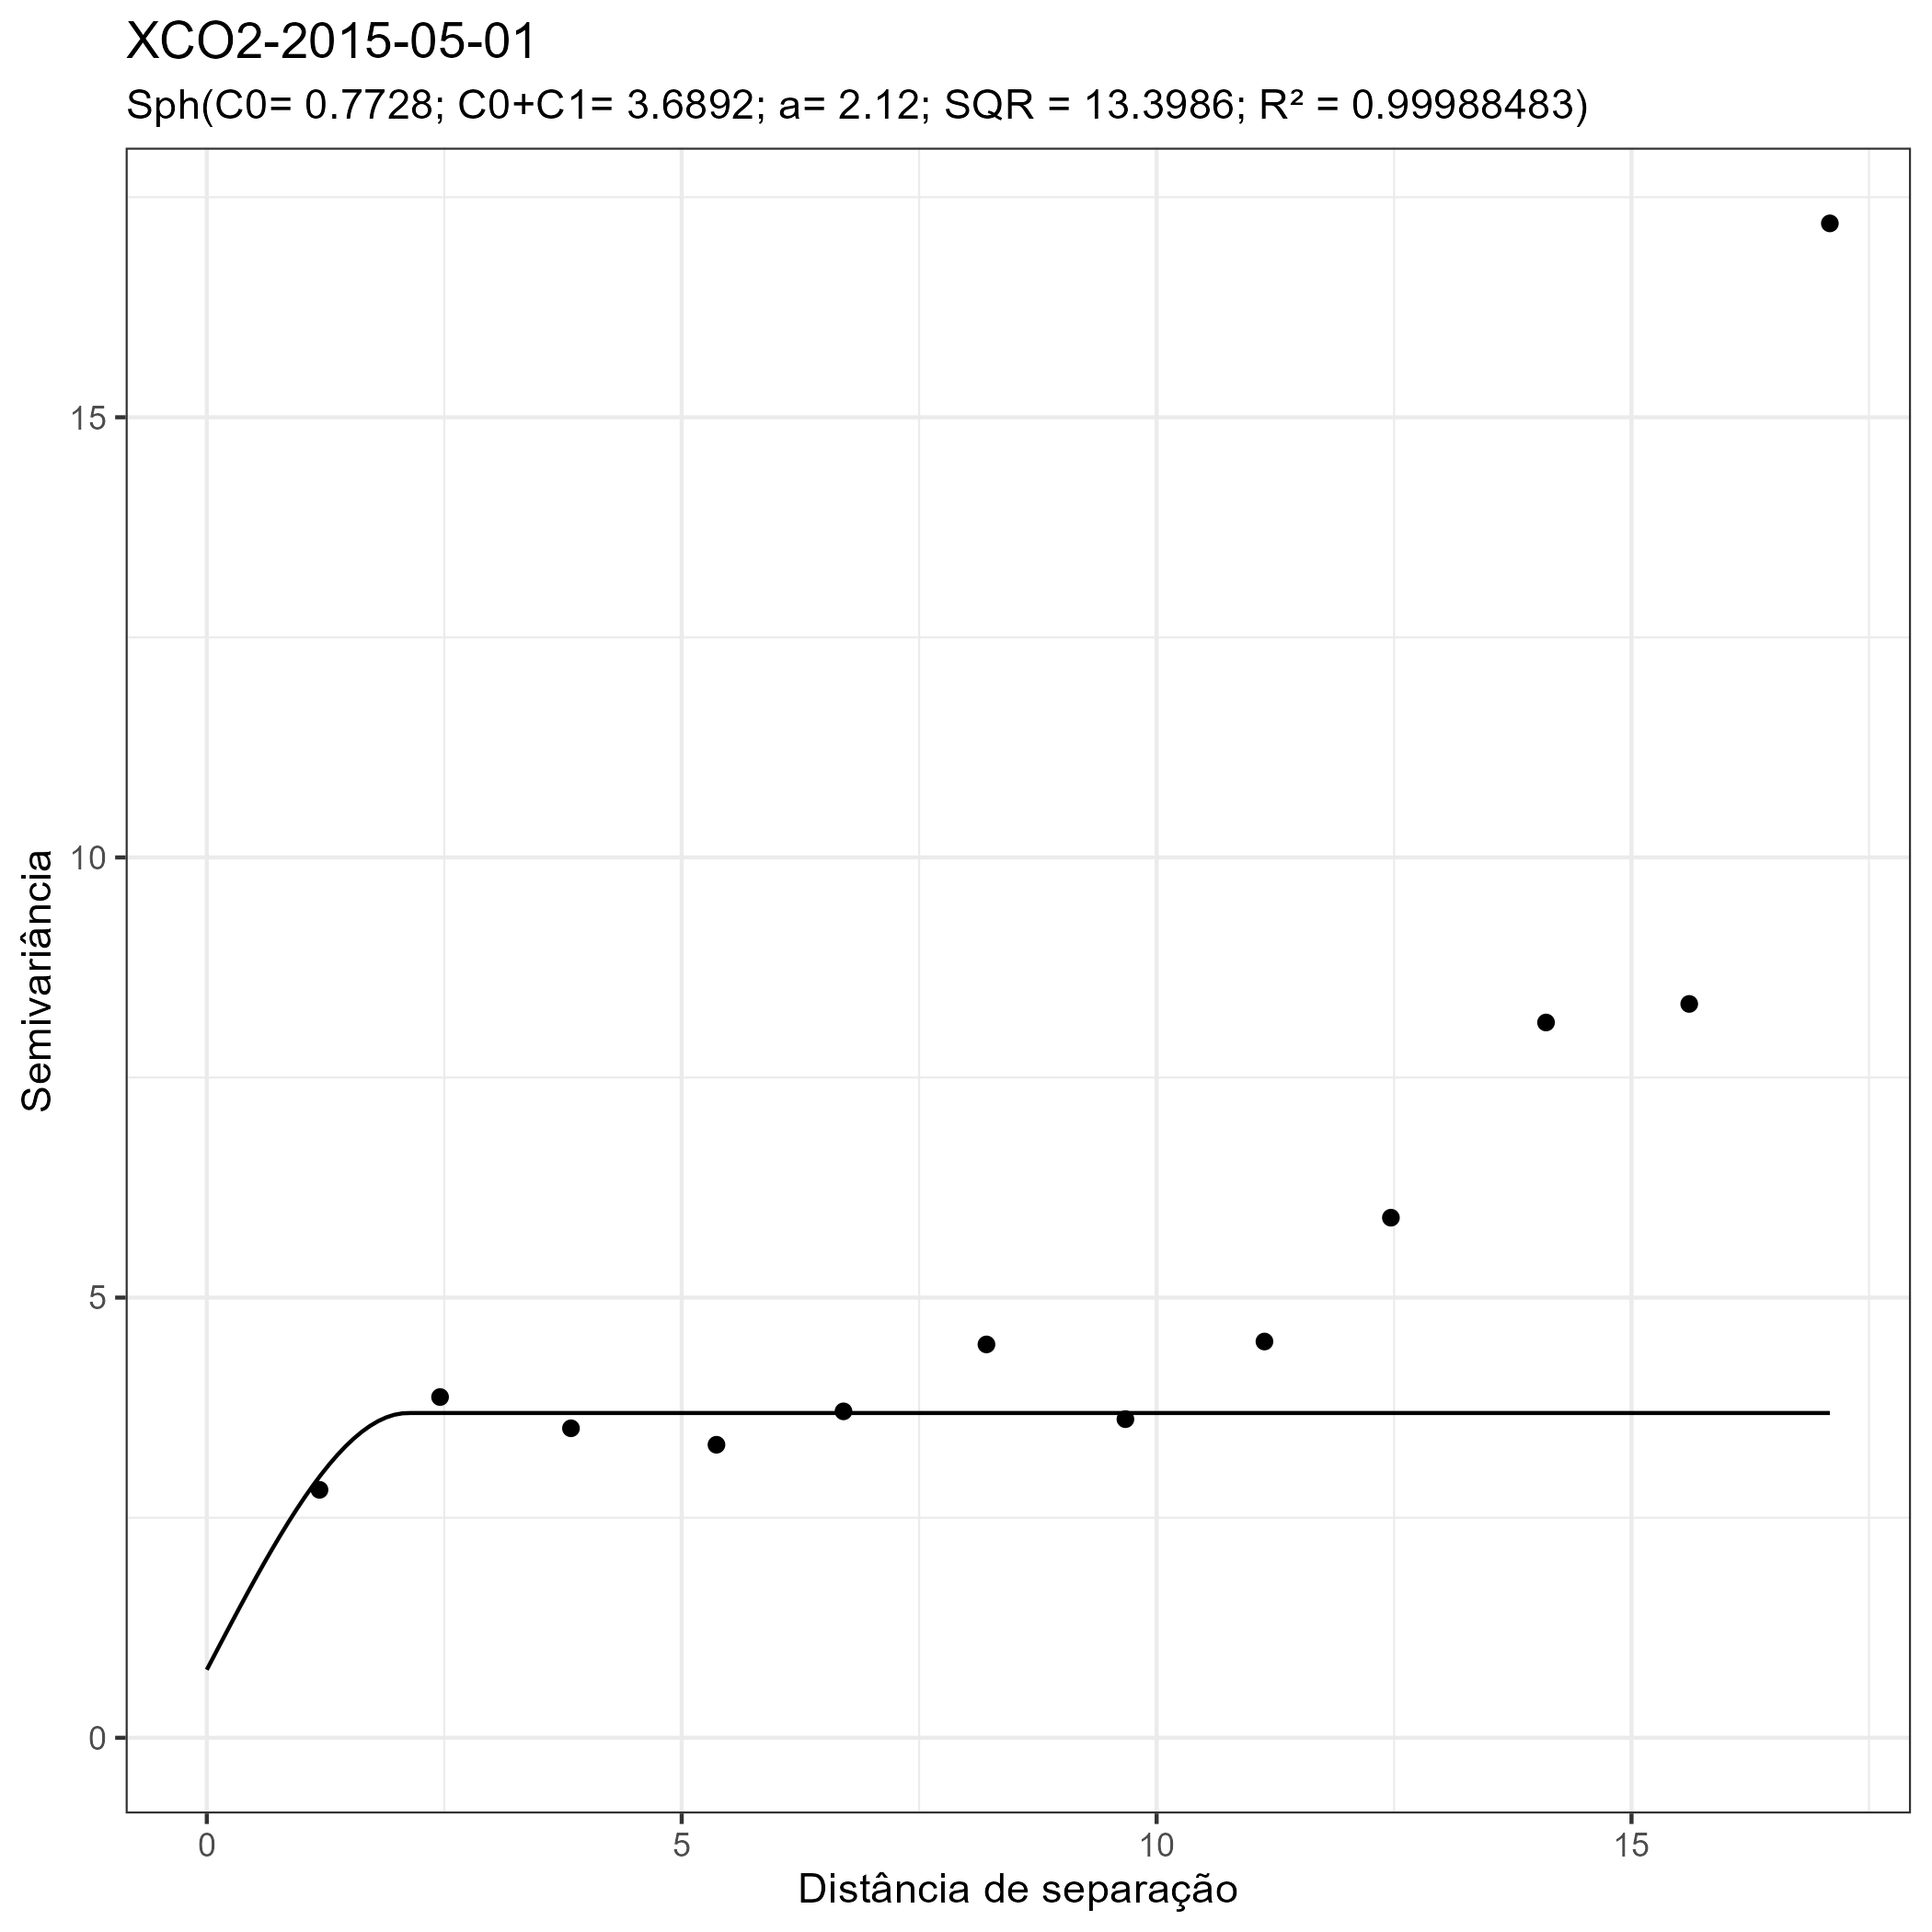 XCO2-2015-05-01
Sph(C0= 0.7728; C0+C1= 3.6892; a= 2.12; SQR = 13.3986; R² = 0.99988483)
Semivariância
15
10
5
0
0
5
10
15
Distância de separação